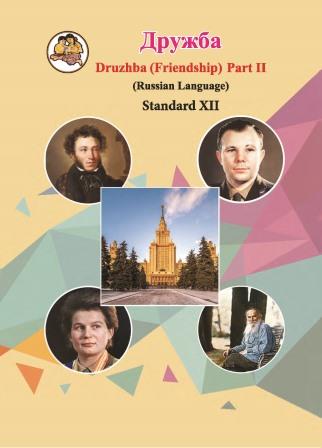 Дружба
Druzhba (Friendship) Part II
(Russian Language)
Standard XII